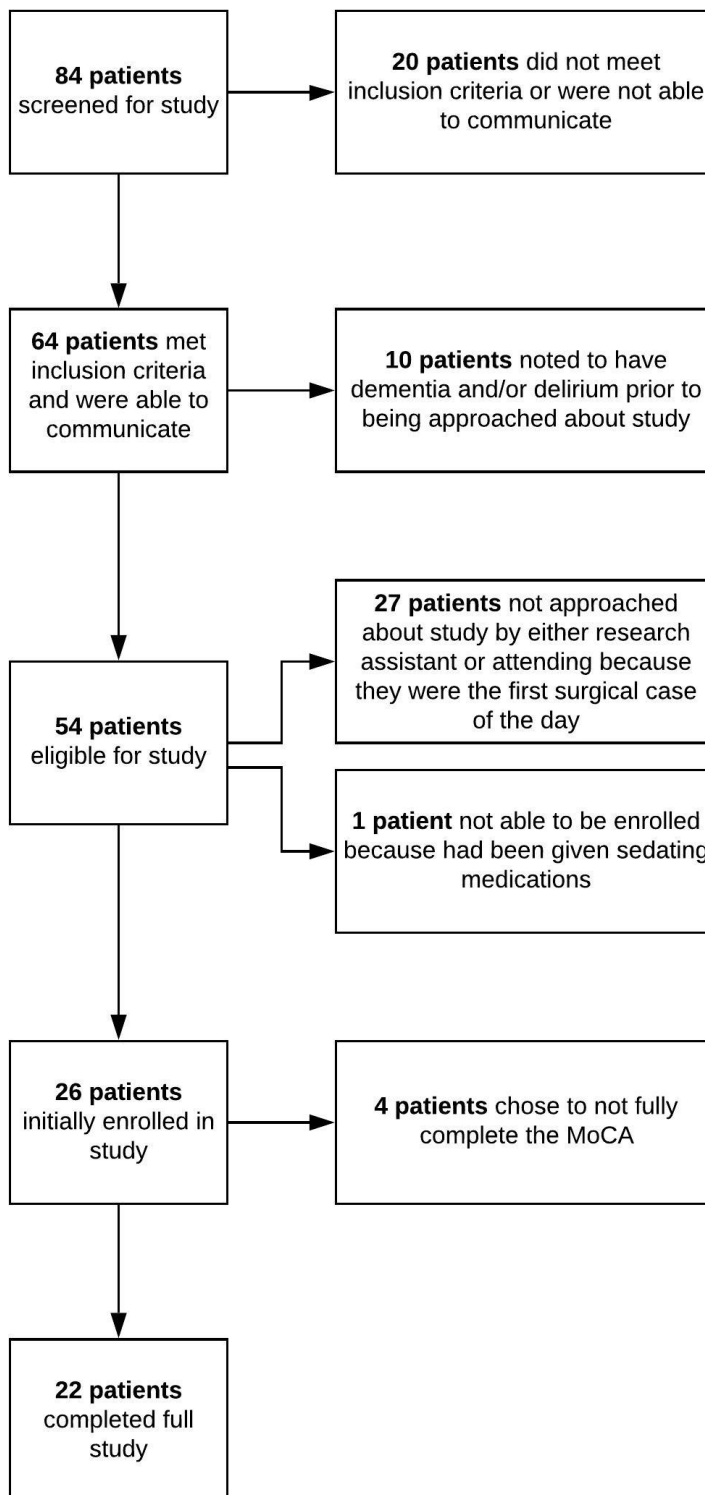 84 patients
screened for study
20 patients did not meet
inclusion criteria or were not able
to communicate
64 patients met
inclusion criteria
and were able to
communicate
10 patients noted to have
dementia and/or delirium prior to
being approached about study
27 patients not approached
about study by either research
assistant or attending because
they were the first surgical case
of the day
54 patients
eligible for study
1 patient not able to be enrolled
because had been given sedating
medications
26 patients
initially enrolled in
study
4 patients chose to not fully
complete the MoCA
22 patients
completed full
study